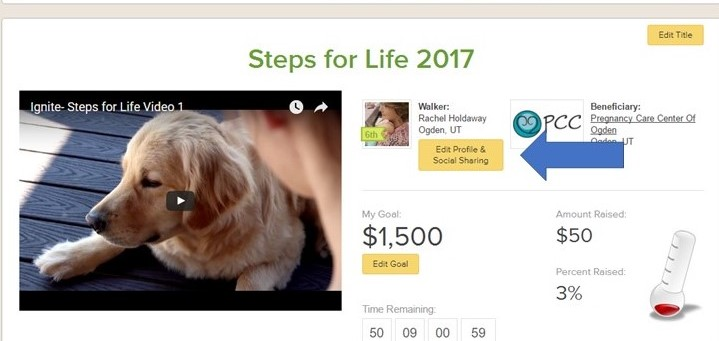 Edit Title
Steps for Life 2017
Ignite- Steps for Life Video 1
6th
Walker:
Rachel Holdaway
Ogden, UT
Edit Profile &
Social Sharing
PCC
Beneficiary:
Pregnancy Care Center Of
Ogden
Ogden, UT
My Goal:
$1,500
Edit Goal
Amount Raised:
$50
Percent Raised:
3%
Time Remaining:
50 09 00 59